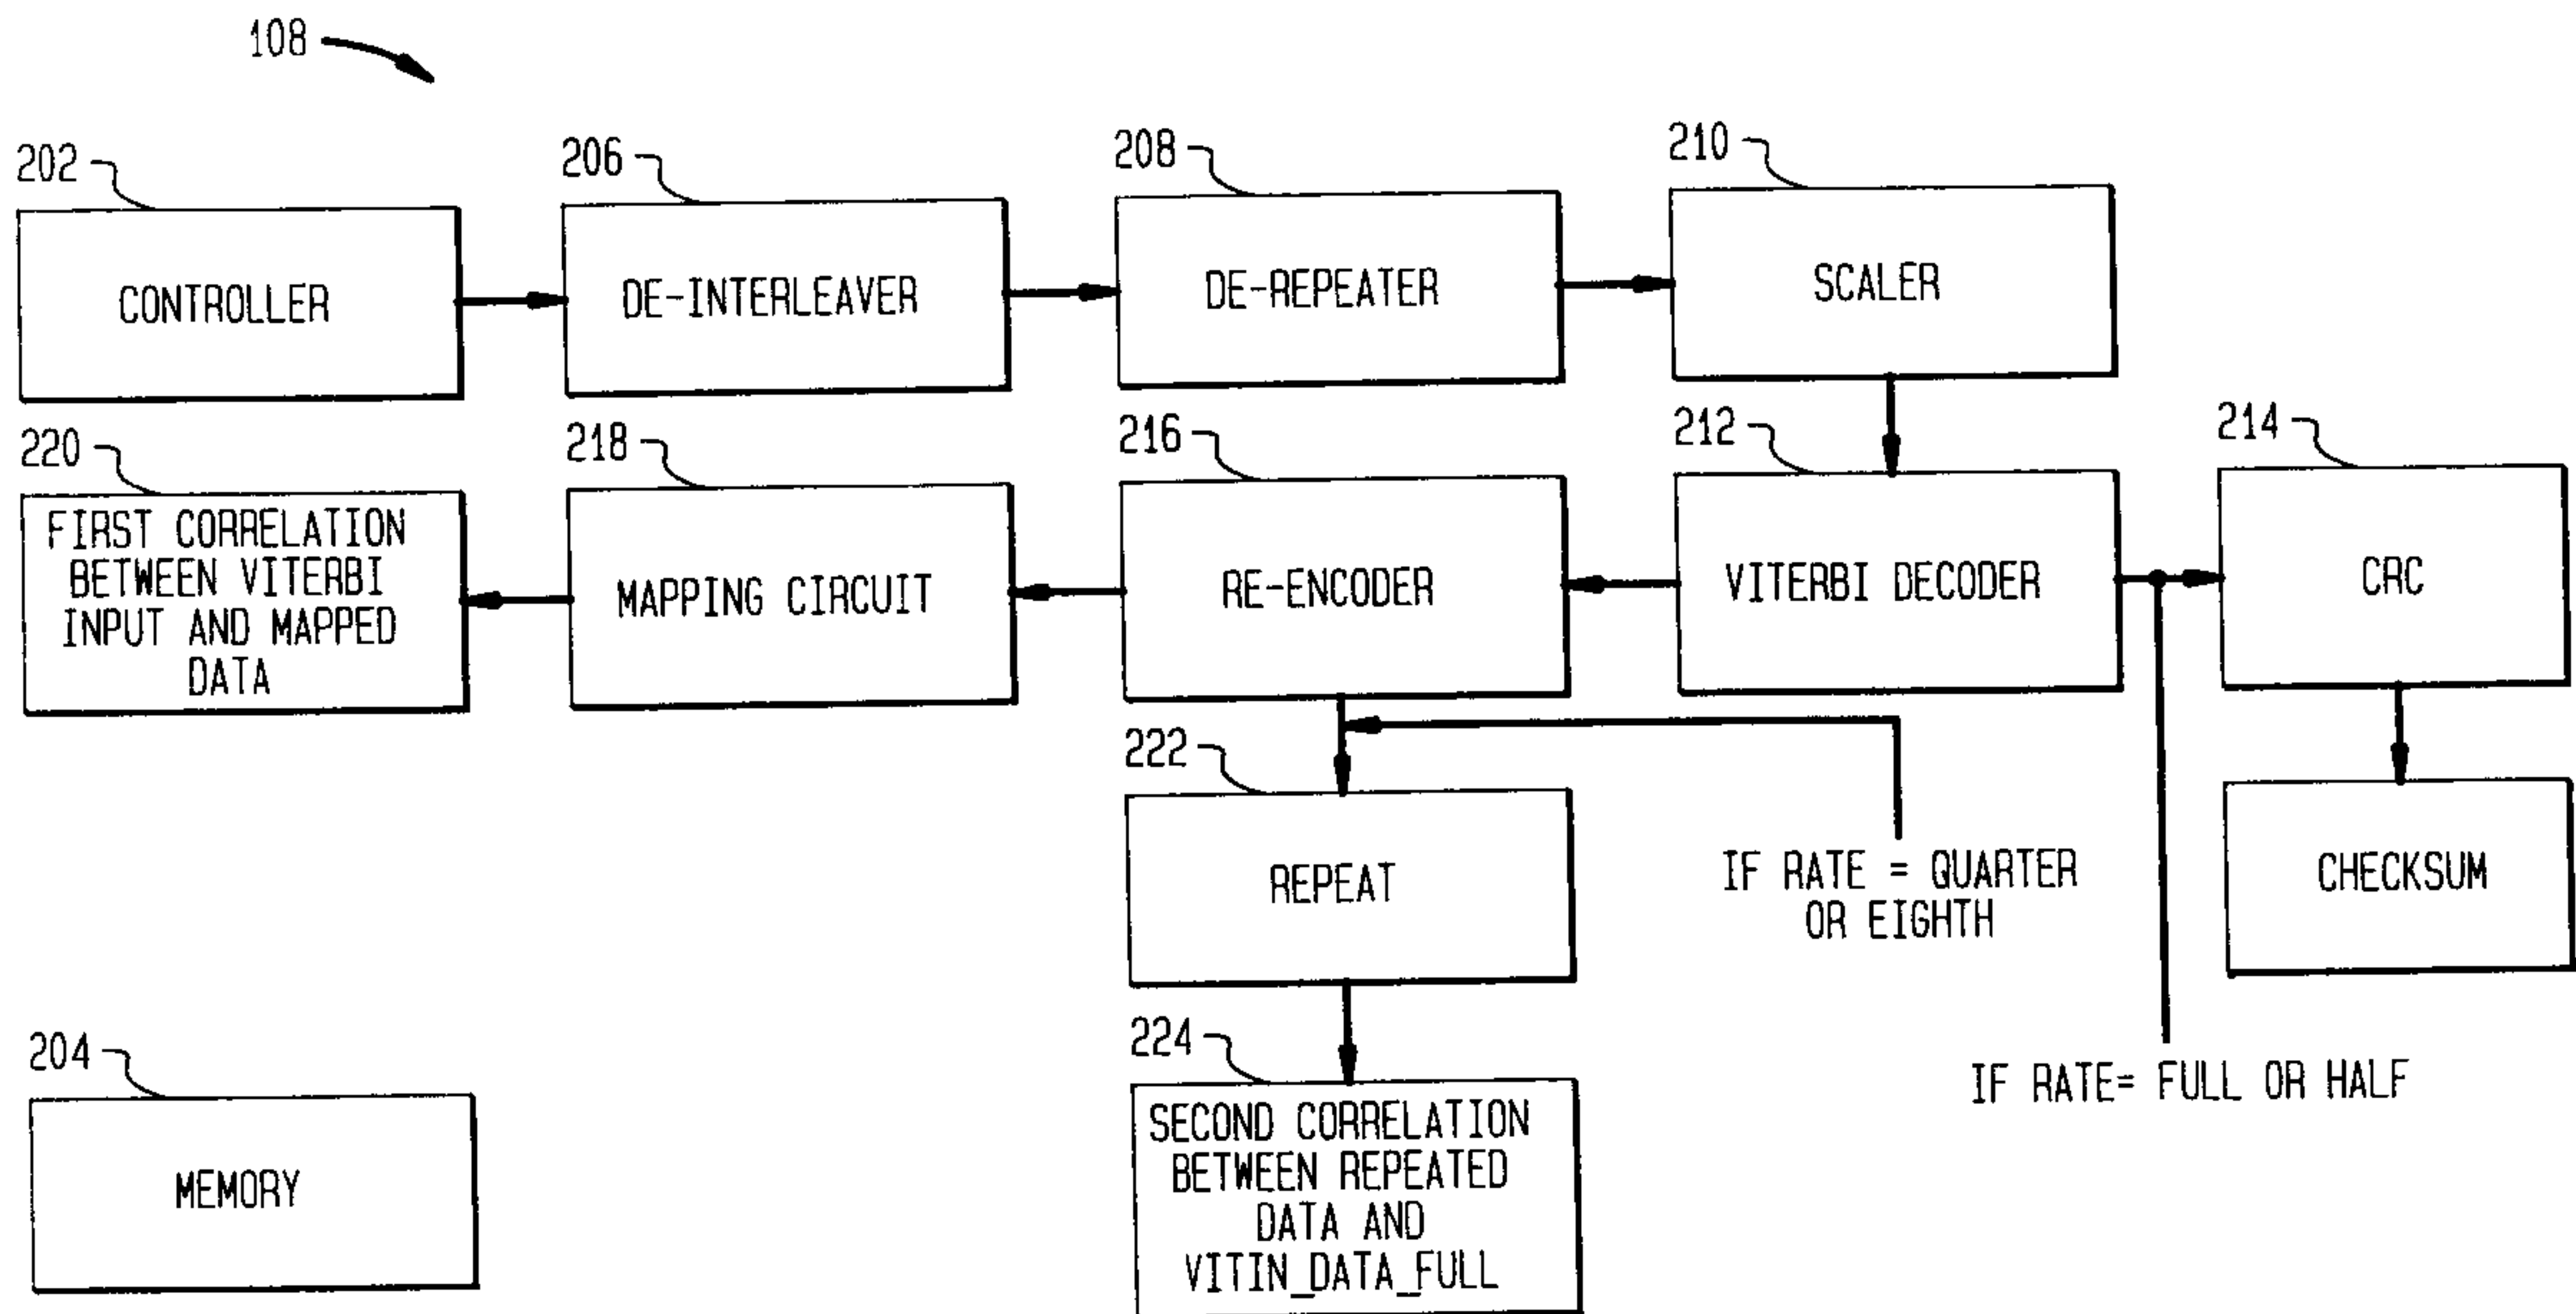 108
202
206
208
210
CONTROLLER
DE-INTERLEAVER
DE-REPEATER
SCALER
220
218
216
212
214
FIRST CORRELATION
BETWEEN VITERBI
INPUT AND MAPPED
DATA
MAPPING CIRCUIT
RE-ENCODER
VITERBI DECODER
CRC
222
REPEAT
IF RATE = QUARTER
OR EIGHTH
CHECKSUM
204
MEMORY
224
SECOND CORRELATION
BETWEEN REPEATED
DATA AND
VITIN_DATA_FULL
IF RATE= FULL OR HALF